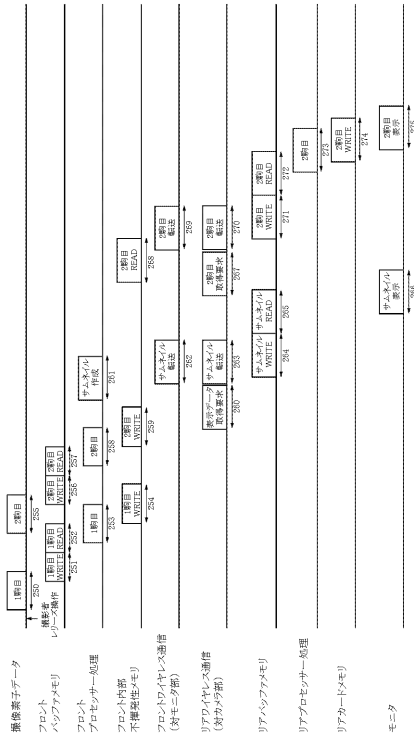 撮像素子データ
1駒目
250
2駒目
255
撮影者
レリーズ操作
フロント
バッファメモリ
1駒目
WRITE
251
1駒目
READ
252
2駒目
WRITE
256
2駒目
READ
257
フロント
プロセッサー処理
1駒目
253
2駒目
258
サムネイル
作成
261
フロント内部
不揮発性メモリ
1駒目
WRITE
254
2駒目
WRITE
259
2駒目
READ
268
フロントワイヤレス通信
(対モニタ部)
サムネイル
転送
262
2駒目
転送
269
リアワイヤレス通信
(対カメラ部)
表示データ
取得要求
260
サムネイル
転送
263
2駒目
取得要求
267
2駒目
転送
270
リアバッファメモリ
サムネイル
WRITE
264
サムネイル
READ
265
2駒目
WRITE
271
2駒目
READ
272
リアプロセッサー処理
2駒目
273
リアカードメモリ
2駒目
WRITE
274
モニタ
サムネイル
表示
266
2駒目
表示
275